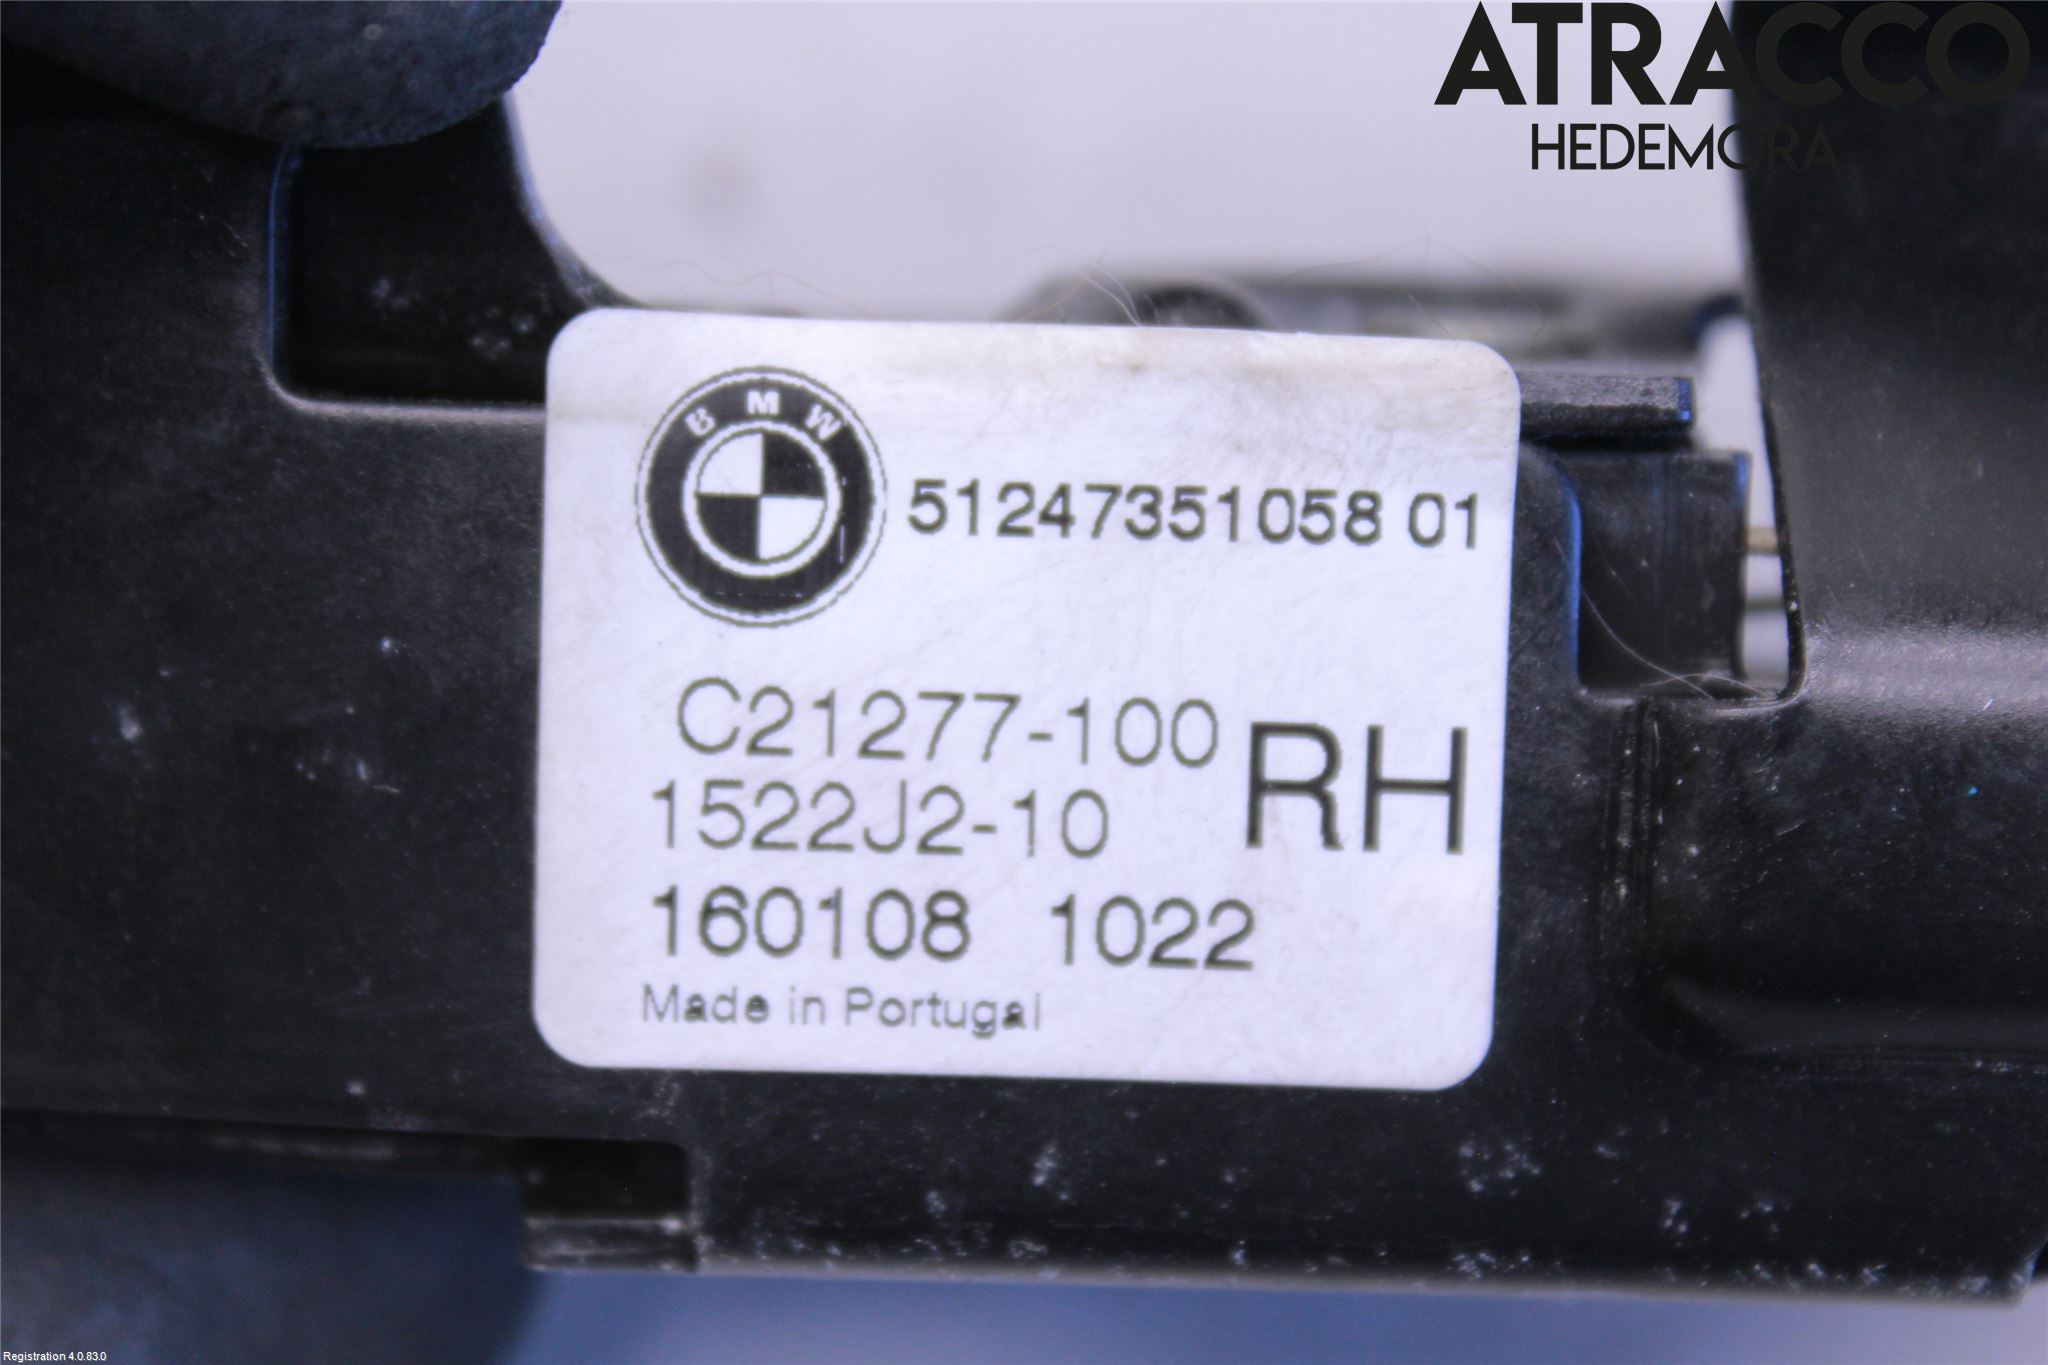 ATRACCO
HEDEMORA
BMW
51247351058 01
C21277-100
RH
1522J2-10
160108 1022
Made in Portugal
Registration 4.0.83.0